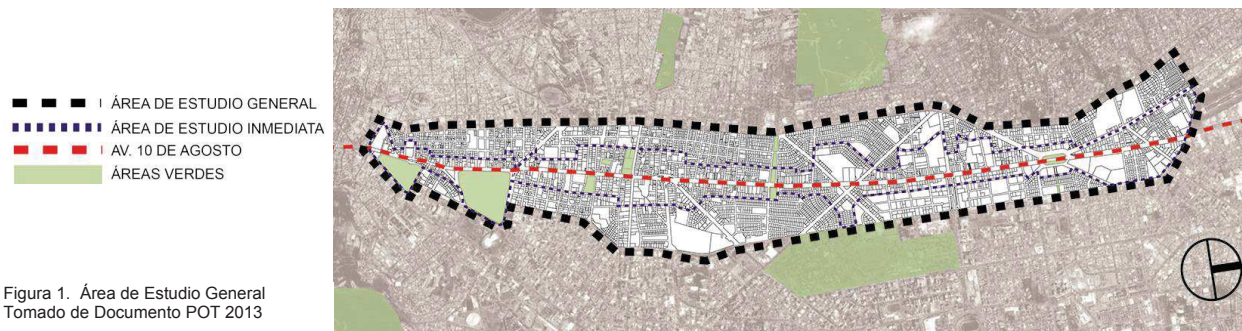 ÁREA DE ESTUDIO GENERAL
ÁREA DE ESTUDIO INMEDIATA
AV. 10 DE AGOSTO
ÁREAS VERDES
Figura 1. Área de Estudio General
Tomado de Documento POT 2013